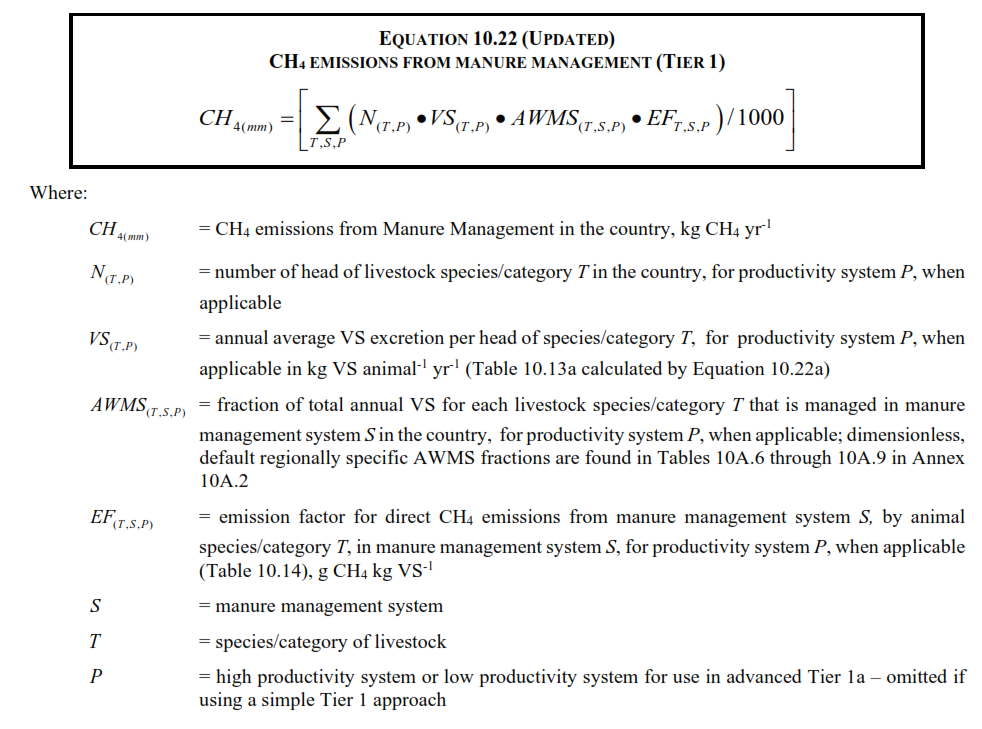 EQUATION 10.22 (UPDATED)
CH4 EMISSIONS FROM MANURE MANAGEMENT (TIER 1)
CH4(mm) = [ ∑T,S,P ( N(T,P) • VS(T,P) • AWMS(T,S,P) • EFT,S,P ) / 1000 ]
Where:
CH4(mm) = CH4 emissions from Manure Management in the country, kg CH4 yr-1
N(T,P) = number of head of livestock species/category T in the country, for productivity system P, when
applicable
VS(T,P) = annual average VS excretion per head of species/category T, for productivity system P, when
applicable in kg VS animal-1 yr-1 (Table 10.13a calculated by Equation 10.22a)
AWMS(T,S,P) = fraction of total annual VS for each livestock species/category T that is managed in manure
management system S in the country, for productivity system P, when applicable; dimensionless,
default regionally specific AWMS fractions are found in Tables 10A.6 through 10A.9 in Annex
10A.2
EF(T,S,P) = emission factor for direct CH4 emissions from manure management system S, by animal
species/category T, in manure management system S, for productivity system P, when applicable
(Table 10.14), g CH4 kg VS-1
S = manure management system
T = species/category of livestock
P = high productivity system or low productivity system for use in advanced Tier 1a – omitted if
using a simple Tier 1 approach